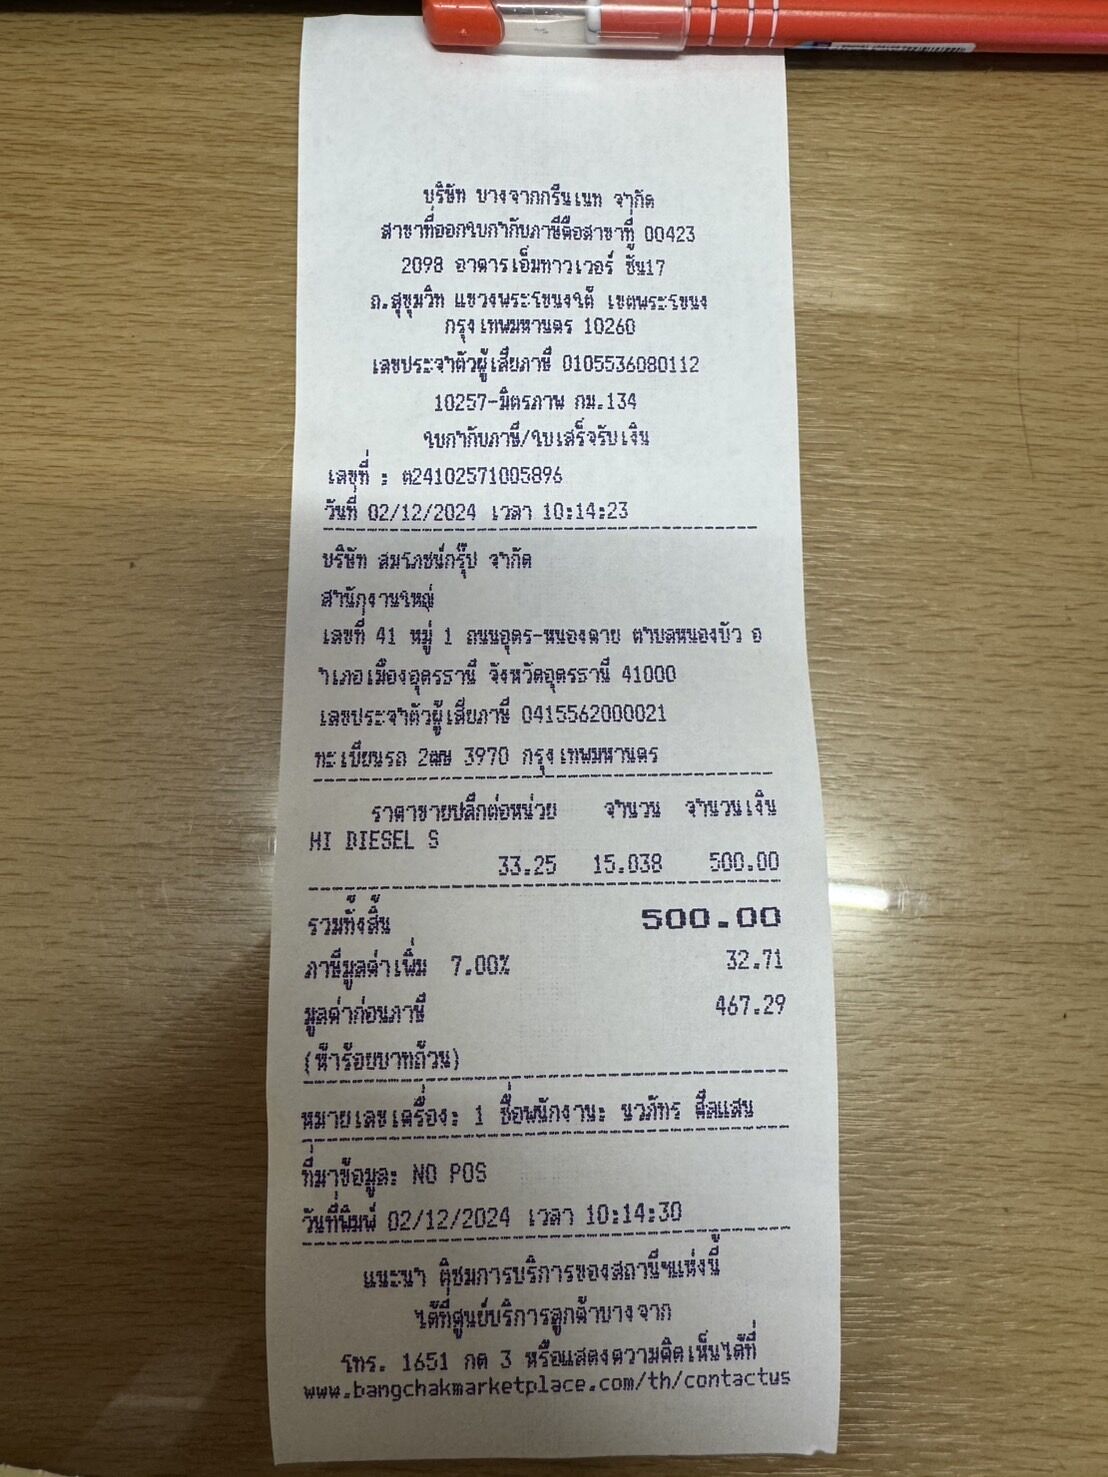 บริษัท บางจากกรีนเนท จำกัด
สาขาที่ออกใบกำกับภาษีคือสาขาที่ 00423
2098 อาคารเอ็มทาวเวอร์ ชั้น17
ถ.สุขุมวิท แขวงพระโขนงใต้ เขตพระโขนง
กรุงเทพมหานคร 10260
เลขประจำตัวผู้เสียภาษี 0105536080112
10257-มิตรภาพ กม.134
ใบกำกับภาษี/ใบเสร็จรับเงิน
เลขที่ : ต24102571005896
วันที่ 02/12/2024 เวลา 10:14:23
บริษัท สมโภชน์กรุ๊ป จำกัด
สำนักงานใหญ่
เลขที่ 41 หมู่ 1 ถนนอุดร-หนองคาย ตำบลหนองบัว อ
ำเภอเมืองอุดรธานี จังหวัดอุดรธานี 41000
เลขประจำตัวผู้เสียภาษี 0415562000021
ทะเบียนรถ 3970 กรุงเทพมหานคร
ราคาขายปลีกต่อหน่วย จำนวน จำนวนเงิน
HI DIESEL S
33.25 15.038 500.00
รวมทั้งสิ้น 500.00
ภาษีมูลค่าเพิ่ม 7.00% 32.71
มูลค่าก่อนภาษี 467.29
(ห้าร้อยบาทถ้วน)
หมายเลขเครื่อง: 1 ชื่อพนักงาน: นวภัทร สีลแสน
ที่มาข้อมูล: NO POS
วันที่พิมพ์ 02/12/2024 เวลา 10:14:30
แนะนำ ติชมการบริการของสถานีฯแห่งนี้
ได้ที่ศูนย์บริการลูกค้าบางจาก
โทร. 1651 กด 3 หรือแสดงความคิดเห็นได้ที่
www.bangchakmarketplace.com/th/contactus